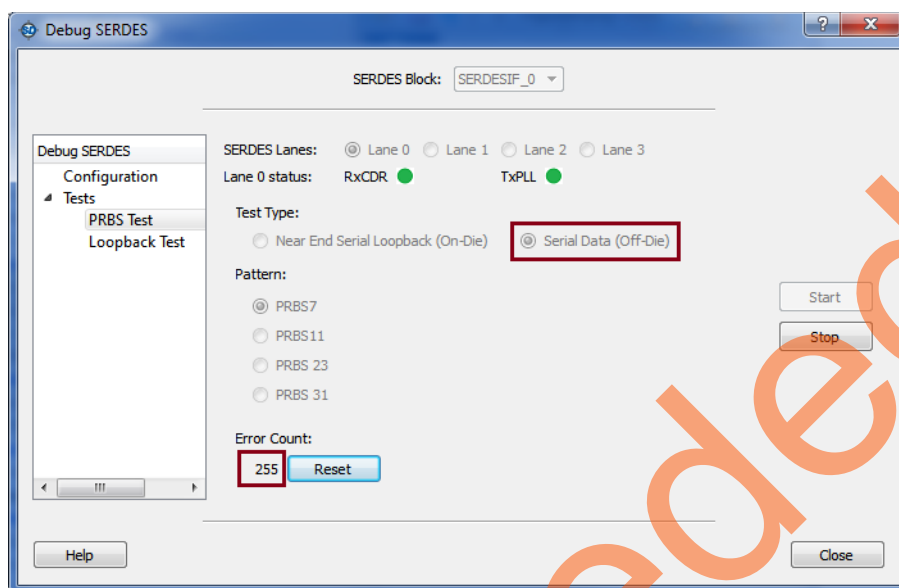 Debug SERDES
SERDES Block: SERDESIF_0
Debug SERDES
Configuration
Tests
PRBS Test
Loopback Test
SERDES Lanes: Lane 0 Lane 1 Lane 2 Lane 3
Lane 0 status: RxCDR TxPLL
Test Type:
Near End Serial Loopback (On-Die) Serial Data (Off-Die)
Pattern:
PRBS7
PRBS11
PRBS 23
PRBS 31
Start
Stop
Error Count:
255 Reset
Help Close